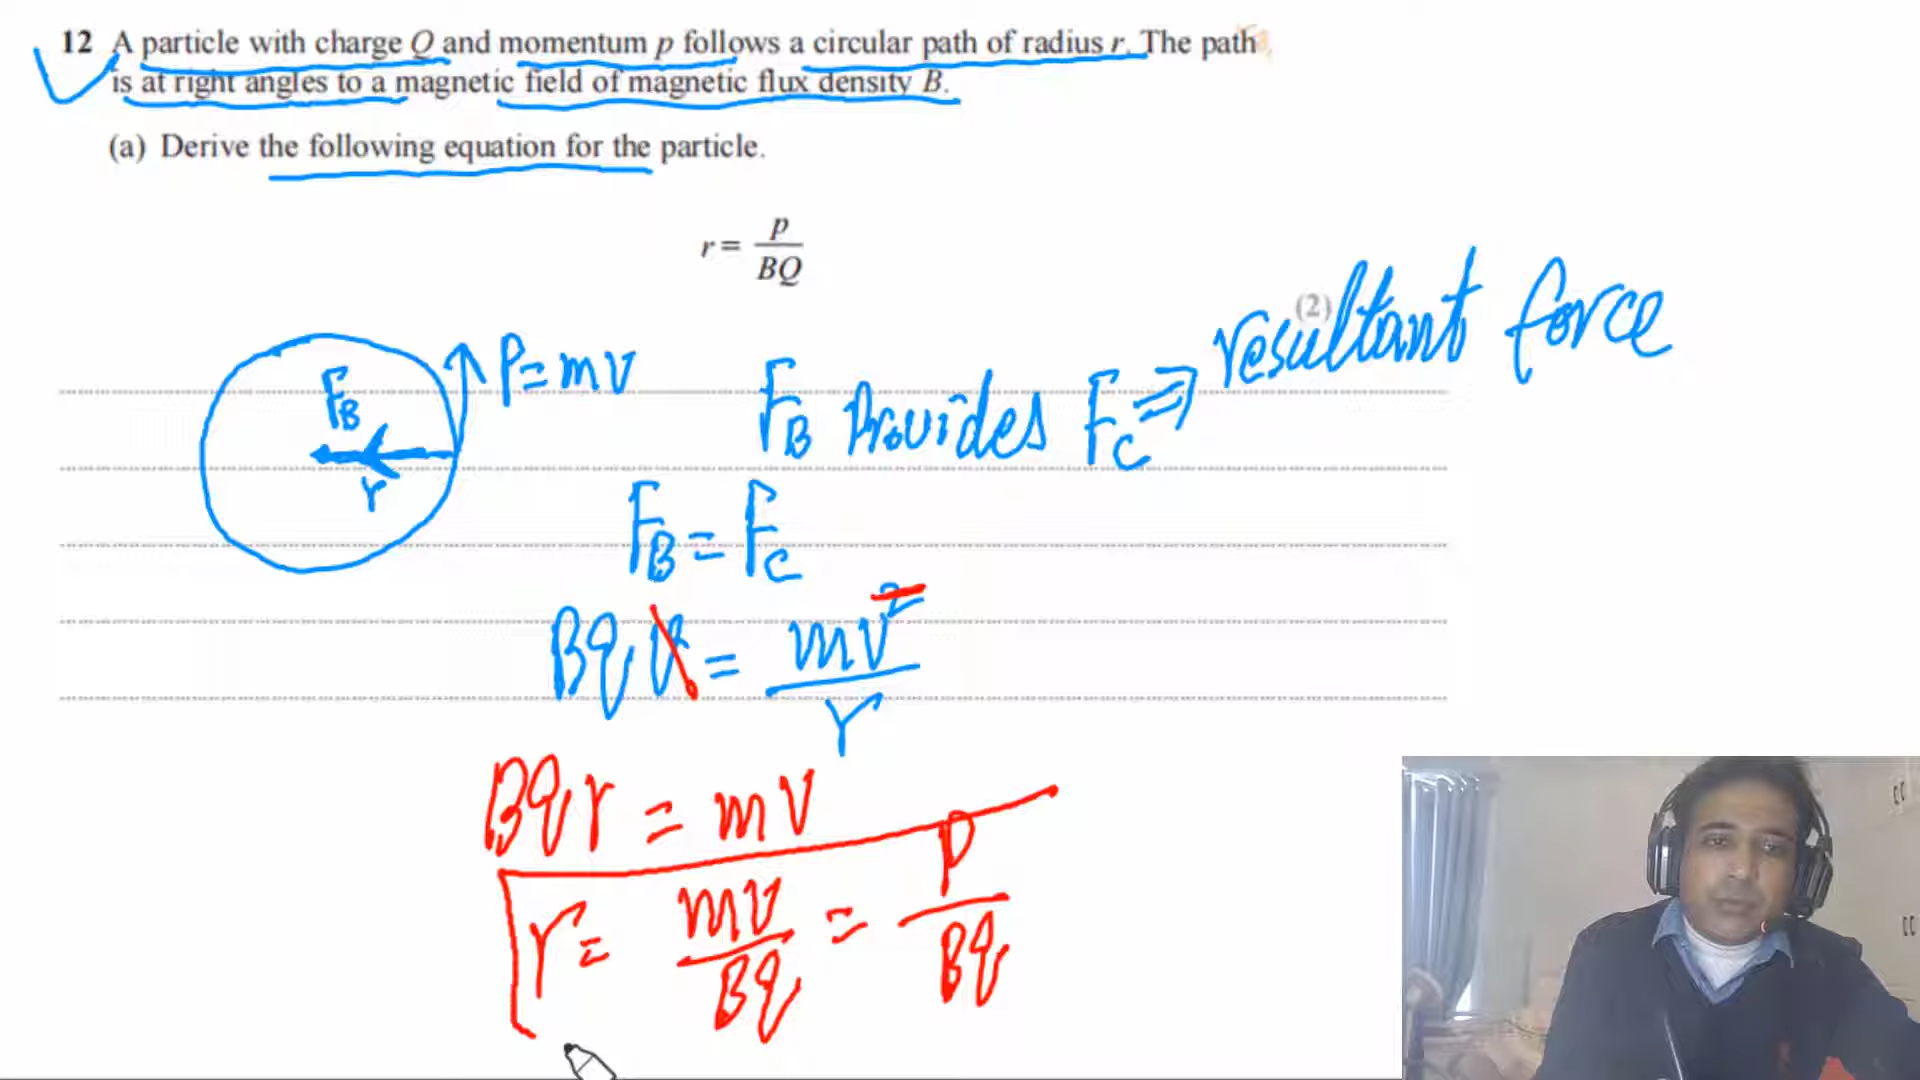 12 A particle with charge Q and momentum p follows a circular path of radius r. The path
is at right angles to a magnetic field of magnetic flux density B.
(a) Derive the following equation for the particle.
r = p / BQ
(2)
resultant force
P = mv
F_B
r
F_B Provides F_C ⇒
F_B = F_C
Bqv = mv² / r
Bqr = mv
r = mv / Bq = P / Bq